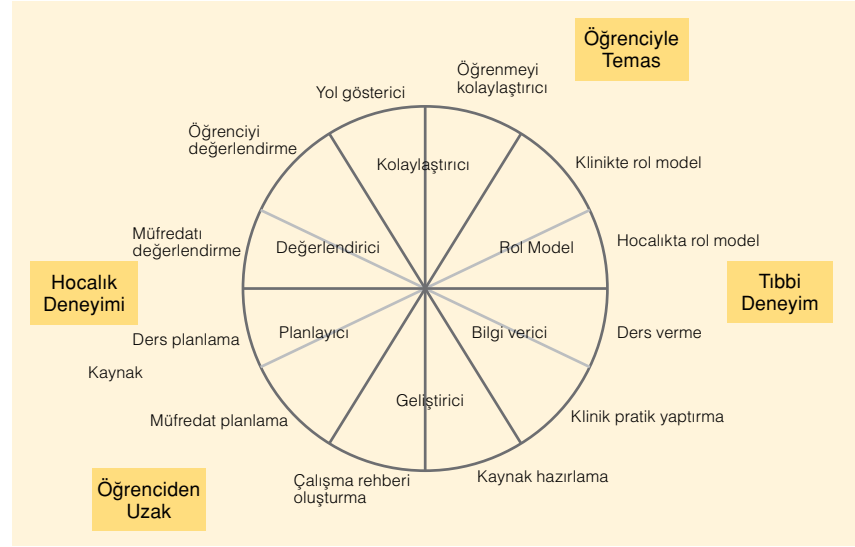 Öğrenciyle
Temas
Yol gösterici
Öğrenmeyi
kolaylaştırıcı
Öğrenciyi
değerlendirme
Kolaylaştırıcı
Klinikte rol model
Müfredatı
değerlendirme
Değerlendirici
Rol Model
Hocalıkta rol model
Hocalık
Deneyimi
Tıbbi
Deneyim
Ders planlama
Planlayıcı
Bilgi verici
Ders verme
Kaynak
Geliştirici
Müfredat planlama
Klinik pratik yaptırma
Öğrenciden
Uzak
Çalışma rehberi
oluşturma
Kaynak hazırlama